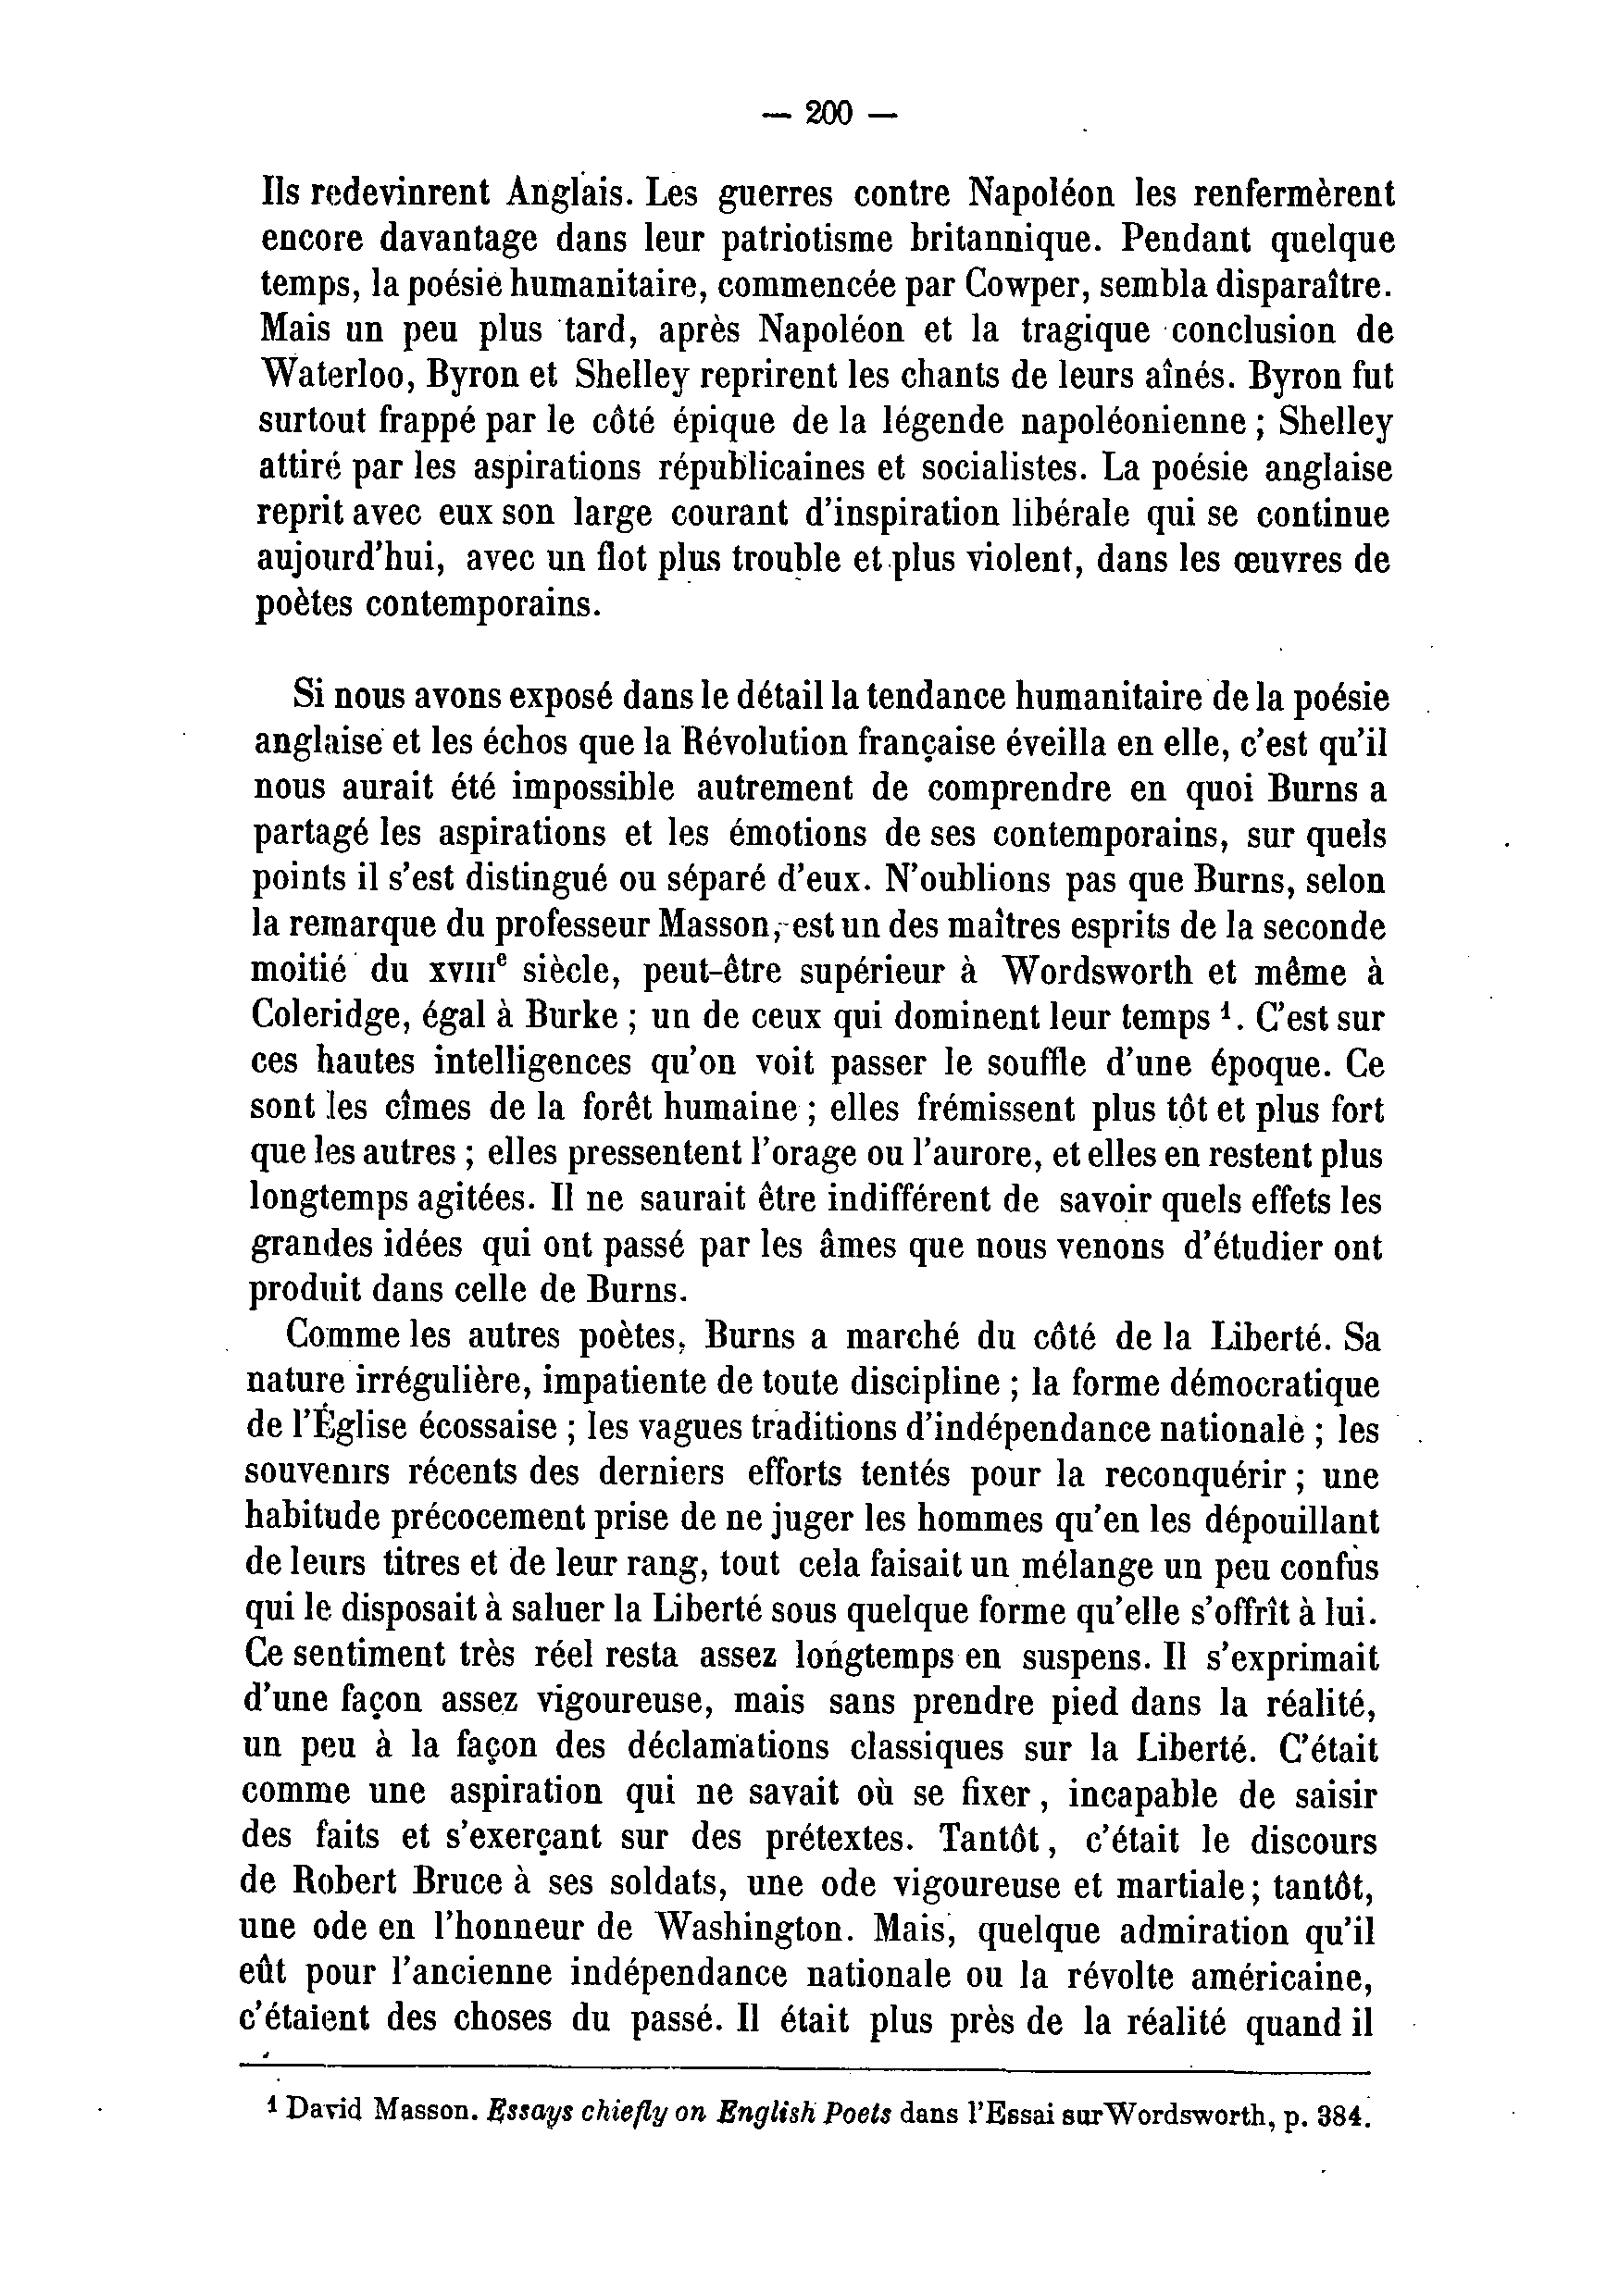 — 200 —
Ils redevinrent Anglais. Les guerres contre Napoléon les renfermèrent
encore davantage dans leur patriotisme britannique. Pendant quelque
temps, la poésie humanitaire, commencée par Cowper, sembla disparaître.
Mais un peu plus tard, après Napoléon et la tragique conclusion de
Waterloo, Byron et Shelley reprirent les chants de leurs aînés. Byron fut
surtout frappé par le côté épique de la légende napoléonienne ; Shelley
attiré par les aspirations républicaines et socialistes. La poésie anglaise
reprit avec eux son large courant d'inspiration libérale qui se continue
aujourd'hui, avec un flot plus trouble et plus violent, dans les œuvres de
poètes contemporains.
Si nous avons exposé dans le détail la tendance humanitaire de la poésie
anglaise et les échos que la Révolution française éveilla en elle, c'est qu'il
nous aurait été impossible autrement de comprendre en quoi Burns a
partagé les aspirations et les émotions de ses contemporains, sur quels
points il s'est distingué ou séparé d'eux. N'oublions pas que Burns, selon
la remarque du professeur Masson, est un des maîtres esprits de la seconde
moitié du XVIIIe siècle, peut-être supérieur à Wordsworth et même à
Coleridge, égal à Burke ; un de ceux qui dominent leur temps 1. C'est sur
ces hautes intelligences qu'on voit passer le souffle d'une époque. Ce
sont les cîmes de la forêt humaine ; elles frémissent plus tôt et plus fort
que les autres ; elles pressentent l'orage ou l'aurore, et elles en restent plus
longtemps agitées. Il ne saurait être indifférent de savoir quels effets les
grandes idées qui ont passé par les âmes que nous venons d'étudier ont
produit dans celle de Burns.
Comme les autres poètes, Burns a marché du côté de la Liberté. Sa
nature irrégulière, impatiente de toute discipline ; la forme démocratique
de l'Église écossaise ; les vagues traditions d'indépendance nationale ; les
souvenirs récents des derniers efforts tentés pour la reconquérir ; une
habitude précocement prise de ne juger les hommes qu'en les dépouillant
de leurs titres et de leur rang, tout cela faisait un mélange un peu confus
qui le disposait à saluer la Liberté sous quelque forme qu'elle s'offrît à lui.
Ce sentiment très réel resta assez longtemps en suspens. Il s'exprimait
d'une façon assez vigoureuse, mais sans prendre pied dans la réalité,
un peu à la façon des déclamations classiques sur la Liberté. C'était
comme une aspiration qui ne savait où se fixer , incapable de saisir
des faits et s'exerçant sur des prétextes. Tantôt , c'était le discours
de Robert Bruce à ses soldats, une ode vigoureuse et martiale ; tantôt,
une ode en l'honneur de Washington. Mais, quelque admiration qu'il
eût pour l'ancienne indépendance nationale ou la révolte américaine,
c'étaient des choses du passé. Il était plus près de la réalité quand il
1 David Masson. Essays chiefly on English Poets dans l'Essai sur Wordsworth, p. 384.